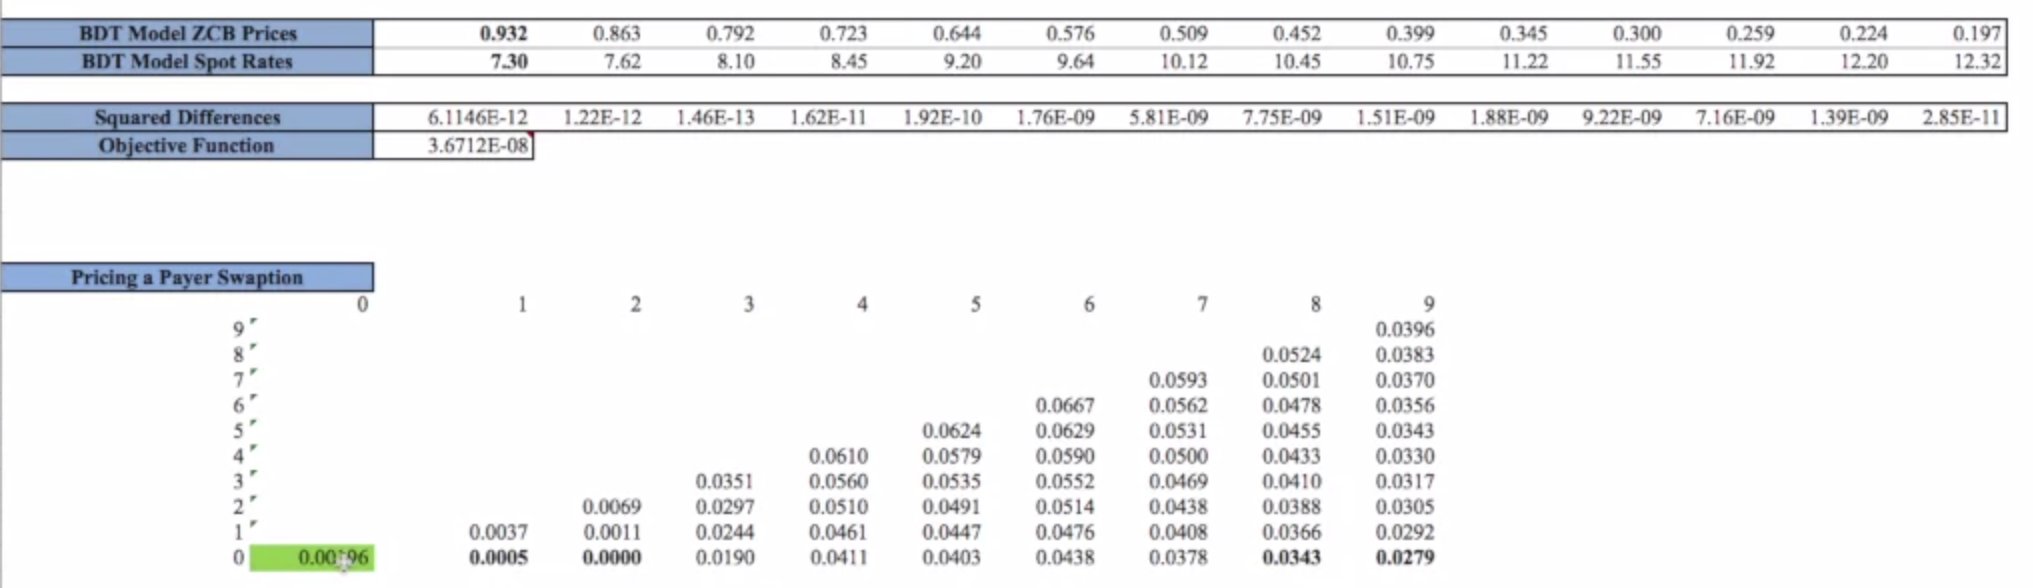 BDT Model ZCB Prices 0.932 0.863 0.792 0.723 0.644 0.576 0.509 0.452 0.399 0.345 0.300 0.259 0.224 0.197
BDT Model Spot Rates 7.30 7.62 8.10 8.45 9.20 9.64 10.12 10.45 10.75 11.22 11.55 11.92 12.20 12.32
Squared Differences 6.1146E-12 1.22E-12 1.46E-13 1.62E-11 1.92E-10 1.76E-09 5.81E-09 7.75E-09 1.51E-09 1.88E-09 9.22E-09 7.16E-09 1.39E-09 2.85E-11
Objective Function 3.6712E-08
Pricing a Payer Swaption
0 1 2 3 4 5 6 7 8 9
9 0.0396
8 0.0524 0.0383
7 0.0593 0.0501 0.0370
6 0.0667 0.0562 0.0478 0.0356
5 0.0624 0.0629 0.0531 0.0455 0.0343
4 0.0610 0.0579 0.0590 0.0500 0.0433 0.0330
3 0.0351 0.0560 0.0535 0.0552 0.0469 0.0410 0.0317
2 0.0069 0.0297 0.0510 0.0491 0.0514 0.0438 0.0388 0.0305
1 0.0037 0.0011 0.0244 0.0461 0.0447 0.0476 0.0408 0.0366 0.0292
0 0.0005 0.0000 0.0190 0.0411 0.0403 0.0438 0.0378 0.0343 0.0279